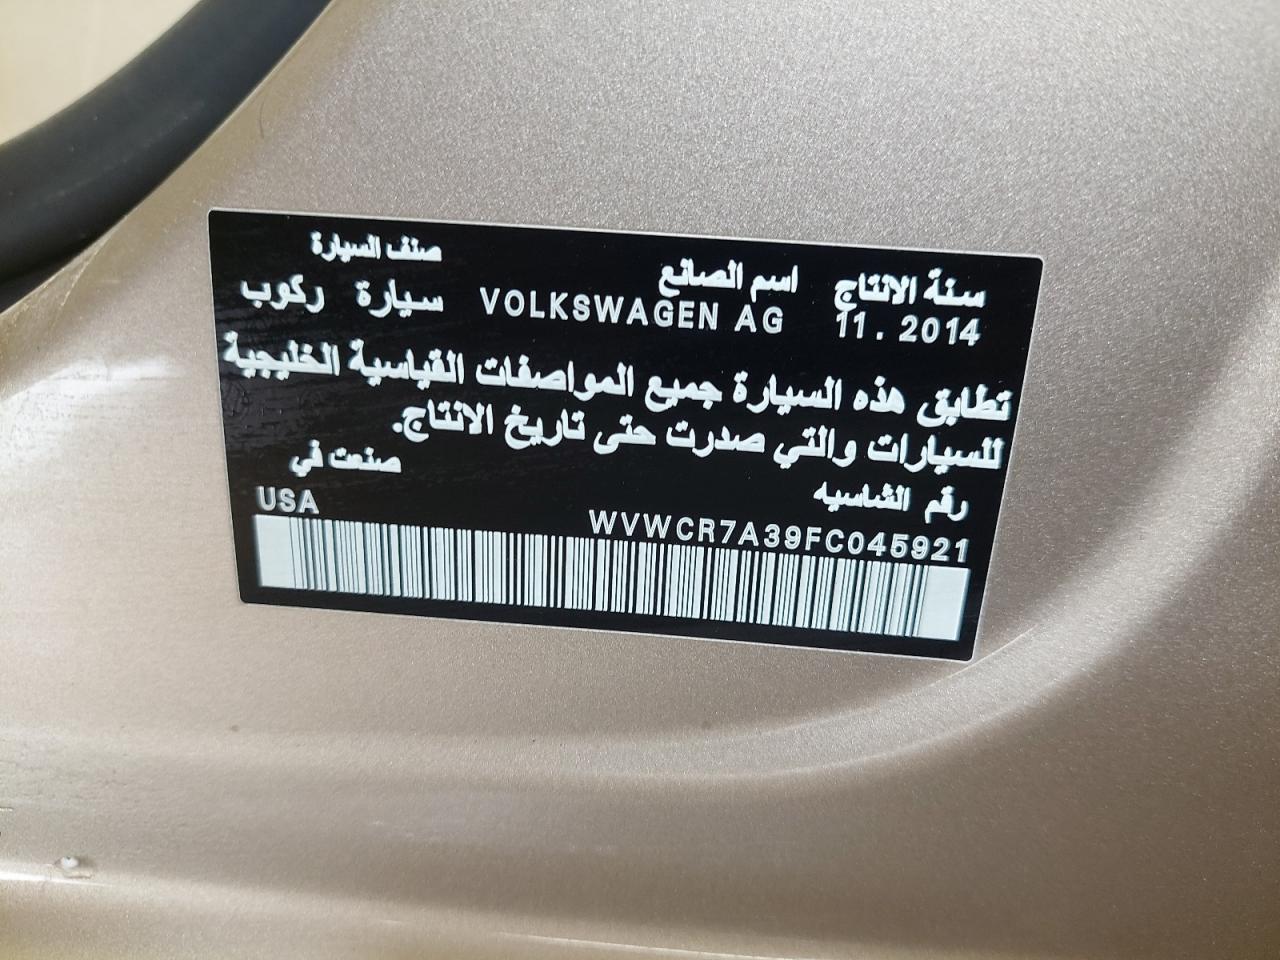 سنة الانتاج
11.2014
اسم الصانع
VOLKSWAGEN AG
صنف السيارة
سيارة ركوب
تطابق هذه السيارة جميع المواصفات القياسية الخليجية
للسيارات والتي صدرت حتى تاريخ الانتاج.
رقم الشاسيه
WVWCR7A39FC045921
صنعت في
USA